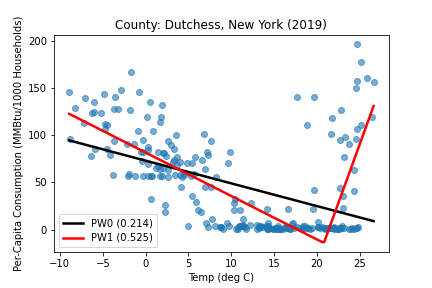 County: Dutchess, New York (2019)
Per-Capita Consumption (MMBtu/1000 Households)
200
150
100
50
0
PW0 (0.214)
PW1 (0.525)
−10 −5 0 5 10 15 20 25
Temp (deg C)